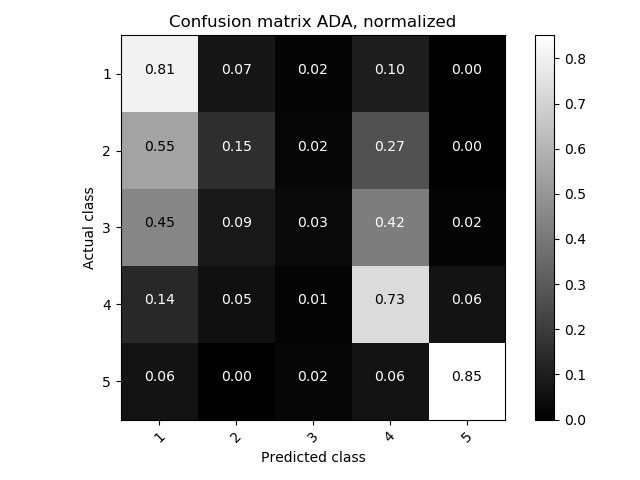 Confusion matrix ADA, normalized
Actual class
1 0.81 0.07 0.02 0.10 0.00
2 0.55 0.15 0.02 0.27 0.00
3 0.45 0.09 0.03 0.42 0.02
4 0.14 0.05 0.01 0.73 0.06
5 0.06 0.00 0.02 0.06 0.85
1 2 3 4 5
Predicted class
0.8
0.7
0.6
0.5
0.4
0.3
0.2
0.1
0.0